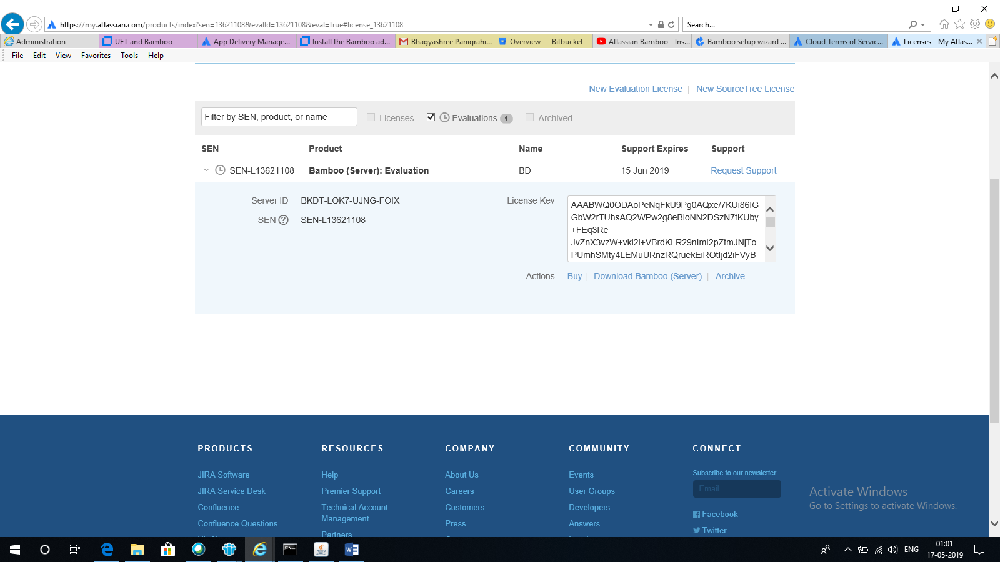 https://my.atlassian.com/products/index?sen=13621108&evalId=13621108&eval=true#license_13621108
Search...
Administration
UFT and Bamboo
App Delivery Manage...
Install the Bamboo ad...
Bhagyashree Panigrahi...
Overview — Bitbucket
Atlassian Bamboo - Ins...
Bamboo setup wizard ...
Cloud Terms of Servic...
Licenses - My Atlas...
File Edit View Favorites Tools Help
New Evaluation License | New SourceTree License
Filter by SEN, product, or name
Licenses
Evaluations 1
Archived
SEN Product Name Support Expires Support
SEN-L13621108 Bamboo (Server): Evaluation BD 15 Jun 2019 Request Support
Server ID BKDT-LOK7-UJNG-FOIX
SEN ? SEN-L13621108
License Key
AAABWQ0ODAoPeNqFkU9Pg0AQxe/7KUi86IG
GbW2rTUhsAQ2WPw2g8eBloNN2DSzN7tKUby
+FEq3Re
JvZnX3vzW+vkl2l+VBrdKLR29nImI2pZtmJNjTo
PUmhSMty4LEMuURnzRQruekEiROtIjd2iFVyB
Actions Buy | Download Bamboo (Server) | Archive
PRODUCTS
JIRA Software
JIRA Service Desk
Confluence
Confluence Questions
RESOURCES
Help
Premier Support
Technical Account
Management
Partners
COMPANY
About Us
Careers
Customers
Press
COMMUNITY
Events
User Groups
Developers
Answers
CONNECT
Subscribe to our newsletter:
Email
Facebook
Twitter
Activate Windows
Go to Settings to activate Windows.
ENG
01:01
17-05-2019